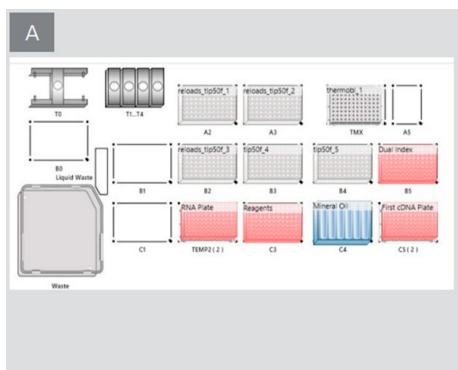 A
reloads_tip50f_1
reloads_tip50f_2
thermobl_1
T0
T1...T4
A2
A3
TMX
A5
reloads_tip50f_3
tip50f_4
tip50f_5
Dual Index
B0
Liquid Waste
B1
B2
B3
B4
B5
RNA Plate
Reagents
Mineral Oil
First cDNA Plate
C1
TEMP2 ( 2 )
C3
C4
C5 ( 2 )
Waste